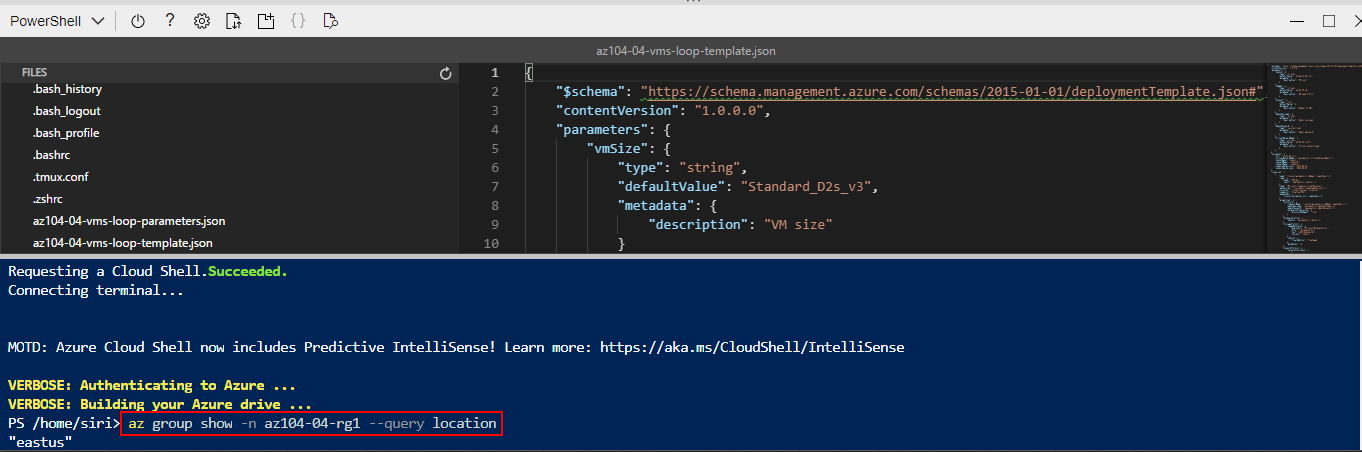 PowerShell
az104-04-vms-loop-template.json
FILES
.bash_history
.bash_logout
.bash_profile
.bashrc
.tmux.conf
.zshrc
az104-04-vms-loop-parameters.json
az104-04-vms-loop-template.json
1 {
2 "$schema": "https://schema.management.azure.com/schemas/2015-01-01/deploymentTemplate.json#"
3 "contentVersion": "1.0.0.0",
4 "parameters": {
5 "vmSize": {
6 "type": "string",
7 "defaultValue": "Standard_D2s_v3",
8 "metadata": {
9 "description": "VM size"
10 }
Requesting a Cloud Shell.Succeeded.
Connecting terminal...
MOTD: Azure Cloud Shell now includes Predictive IntelliSense! Learn more: https://aka.ms/CloudShell/IntelliSense
VERBOSE: Authenticating to Azure ...
VERBOSE: Building your Azure drive ...
PS /home/siri> az group show -n az104-04-rg1 --query location
"eastus"